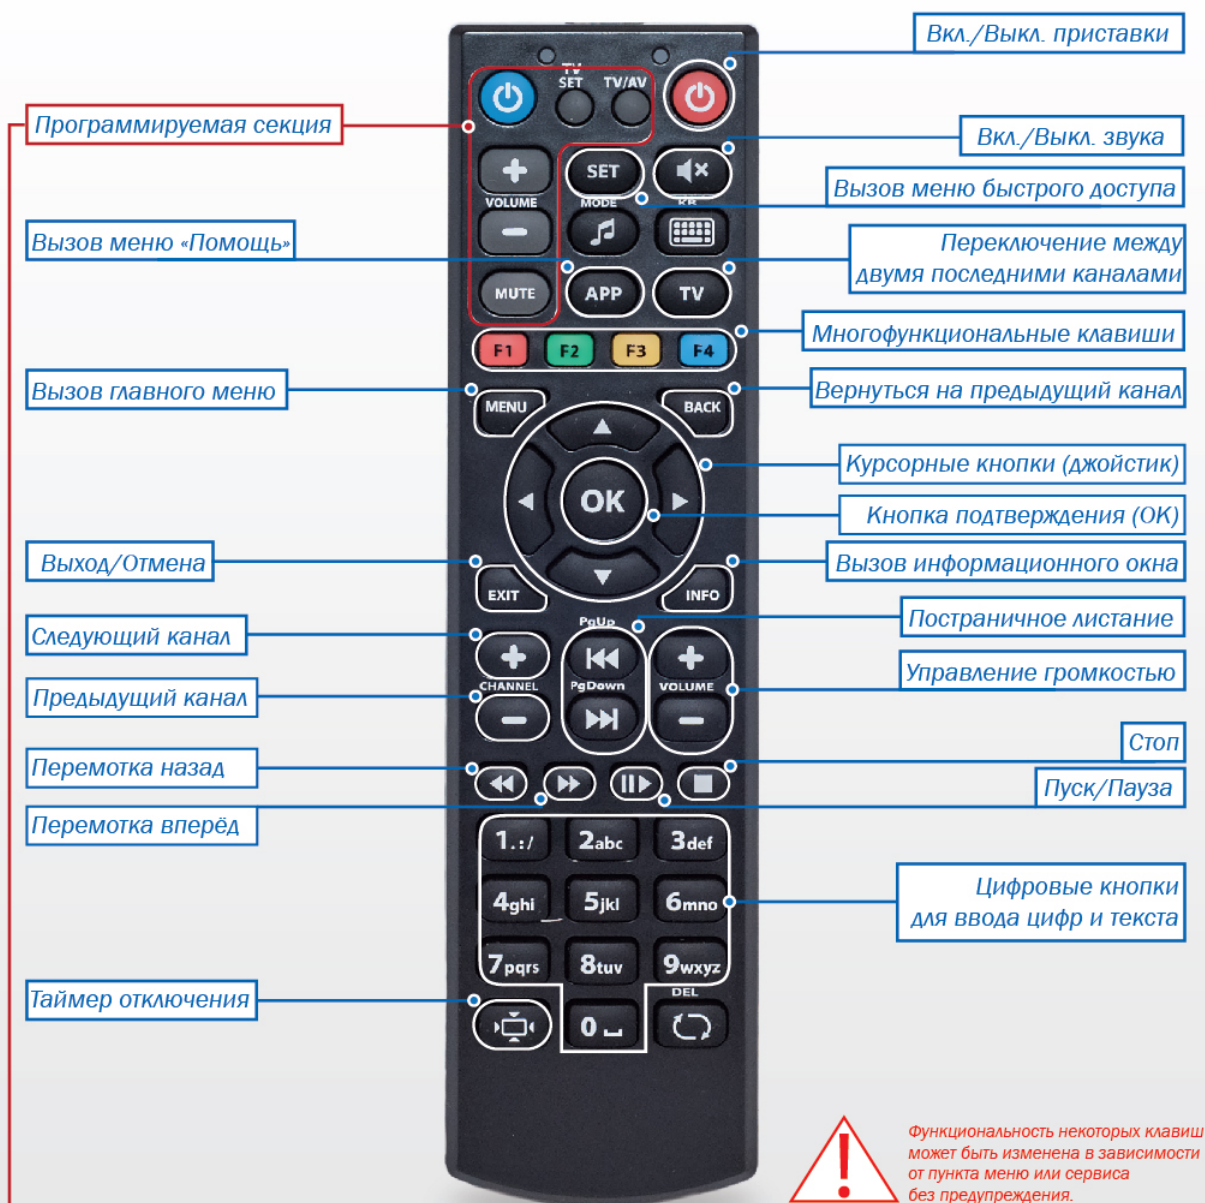 Вкл./Выкл. приставки
TV
SET
TV/AV
Программируемая секция
Вкл./Выкл. звука
SET
VOLUME
MODE
KB
Вызов меню быстрого доступа
Вызов меню «Помощь»
Переключение между
двумя последними каналами
MUTE
APP
TV
Многофункциональные клавиши
F1
F2
F3
F4
Вызов главного меню
MENU
BACK
Вернуться на предыдущий канал
Курсорные кнопки (джойстик)
OK
Кнопка подтверждения (ОК)
Выход/Отмена
Вызов информационного окна
EXIT
INFO
PgUp
Постраничное листание
Следующий канал
CHANNEL
PgDown
VOLUME
Управление громкостью
Предыдущий канал
Стоп
Перемотка назад
Пуск/Пауза
Перемотка вперёд
1.:/
2abc
3def
4ghi
5jkl
6mno
Цифровые кнопки
для ввода цифр и текста
7pqrs
8tuv
9wxyz
Таймер отключения
DEL
0
Функциональность некоторых клавиш
может быть изменена в зависимости
от пункта меню или сервиса
без предупреждения.